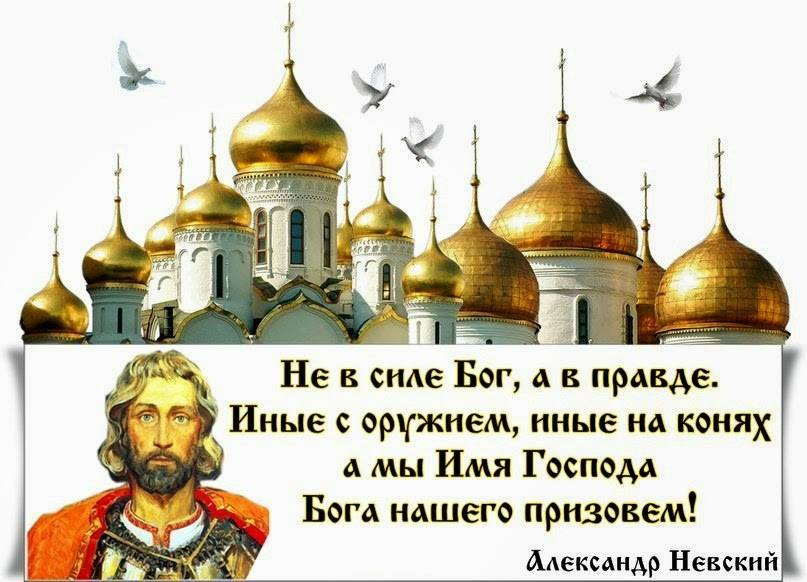 Не в силе Бог, а в правде.
Иные с оружием, иные на конях
а мы Имя Господа
Бога нашего призовем!
Александр Невский